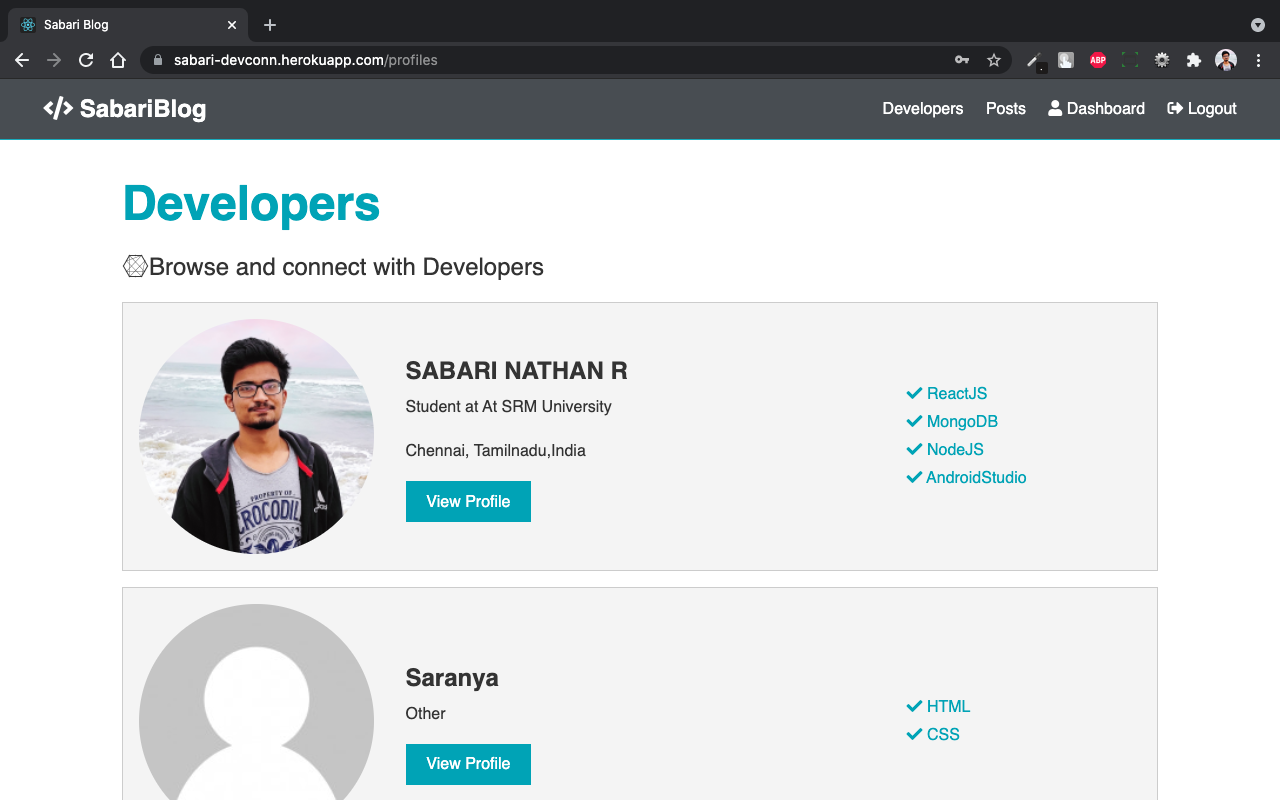 Sabari Blog
sabari-devconn.herokuapp.com/profiles
ABP
</> SabariBlog
Developers
Posts
Dashboard
Logout
Developers
Browse and connect with Developers
SABARI NATHAN R
Student at At SRM University
Chennai, Tamilnadu,India
View Profile
ReactJS
MongoDB
NodeJS
AndroidStudio
PROPERTY OF
CROCODIL
Saranya
Other
View Profile
HTML
CSS